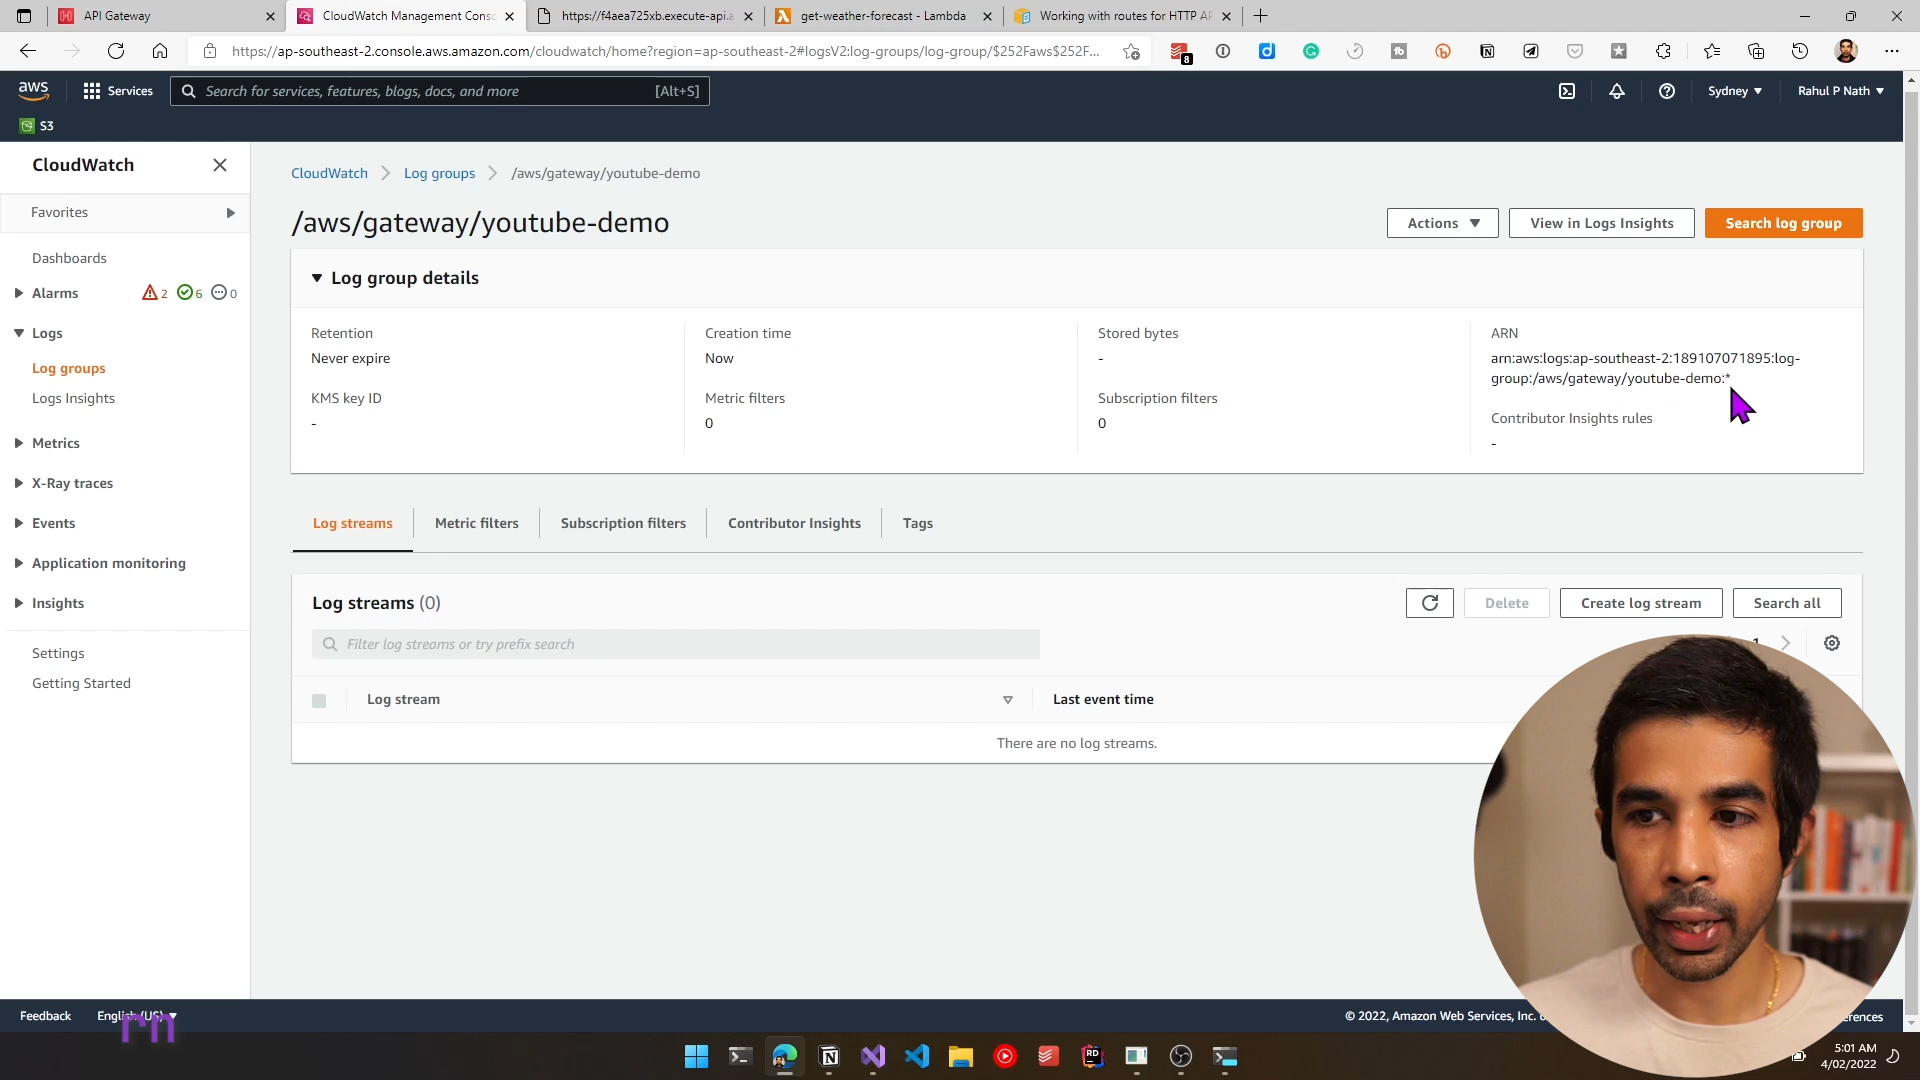 API Gateway
CloudWatch Management Consc
https://f4aea725xb.execute-api.a
get-weather-forecast - Lambda
Working with routes for HTTP AP
https://ap-southeast-2.console.aws.amazon.com/cloudwatch/home?region=ap-southeast-2#logsV2:log-groups/log-group/$252Faws$252F...
8
aws
Services
Search for services, features, blogs, docs, and more
[Alt+S]
Sydney ▼
Rahul P Nath ▼
S3
CloudWatch
Favorites
Dashboards
Alarms
2
6
0
Logs
Log groups
Logs Insights
Metrics
X-Ray traces
Events
Application monitoring
Insights
Settings
Getting Started
CloudWatch
Log groups
/aws/gateway/youtube-demo
/aws/gateway/youtube-demo
Actions ▼
View in Logs Insights
Search log group
Log group details
Retention
Never expire
KMS key ID
-
Creation time
Now
Metric filters
0
Stored bytes
-
Subscription filters
0
ARN
arn:aws:logs:ap-southeast-2:189107071895:log-
group:/aws/gateway/youtube-demo:*
Contributor Insights rules
-
Log streams
Metric filters
Subscription filters
Contributor Insights
Tags
Log streams (0)
Delete
Create log stream
Search all
Filter log streams or try prefix search
1
Log stream
Last event time
There are no log streams.
Feedback
English (US) ▼
rn
© 2022, Amazon Web Services, Inc.
erences
RD
5:01 AM
4/02/2022